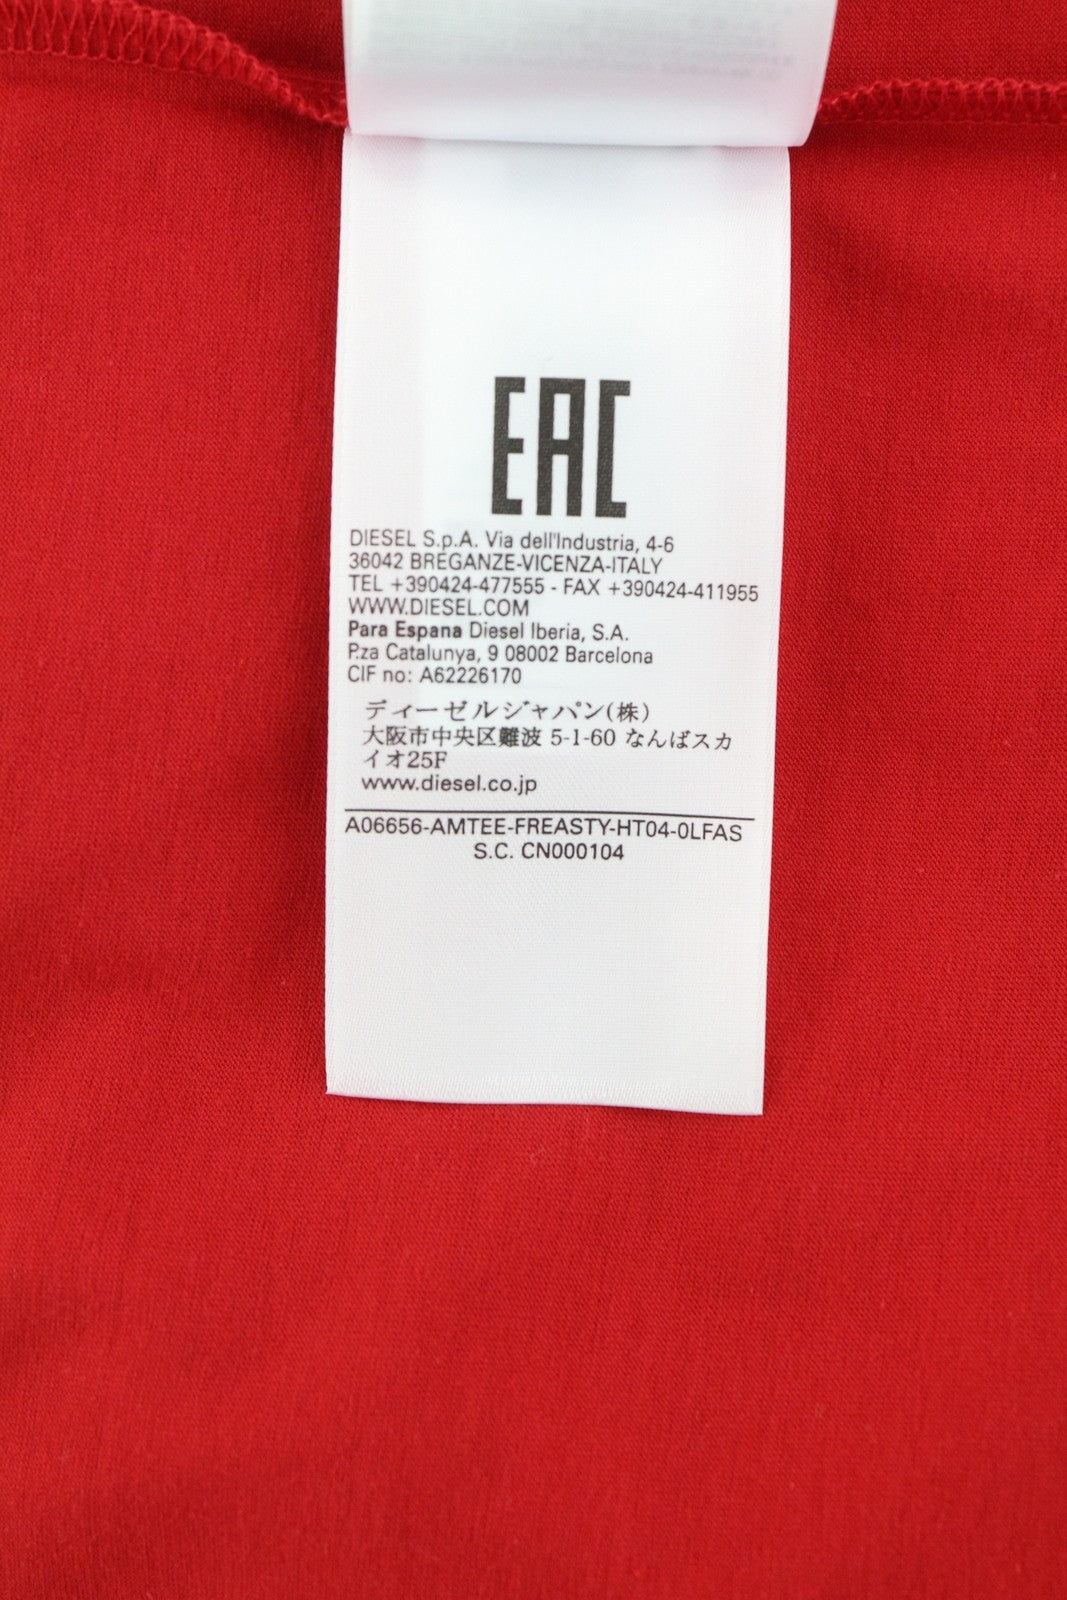 EAC
DIESEL S.p.A. Via dell'Industria, 4-6
36042 BREGANZE-VICENZA-ITALY
TEL +390424-477555 - FAX +390424-411955
WWW.DIESEL.COM
Para Espana Diesel Iberia, S.A.
P.za Catalunya, 9 08002 Barcelona
CIF no: A62226170
ディーゼルジャパン(株)
大阪市中央区難波 5-1-60 なんばスカ
イオ25F
www.diesel.co.jp
A06656-AMTEE-FREASTY-HT04-0LFAS
S.C. CN000104